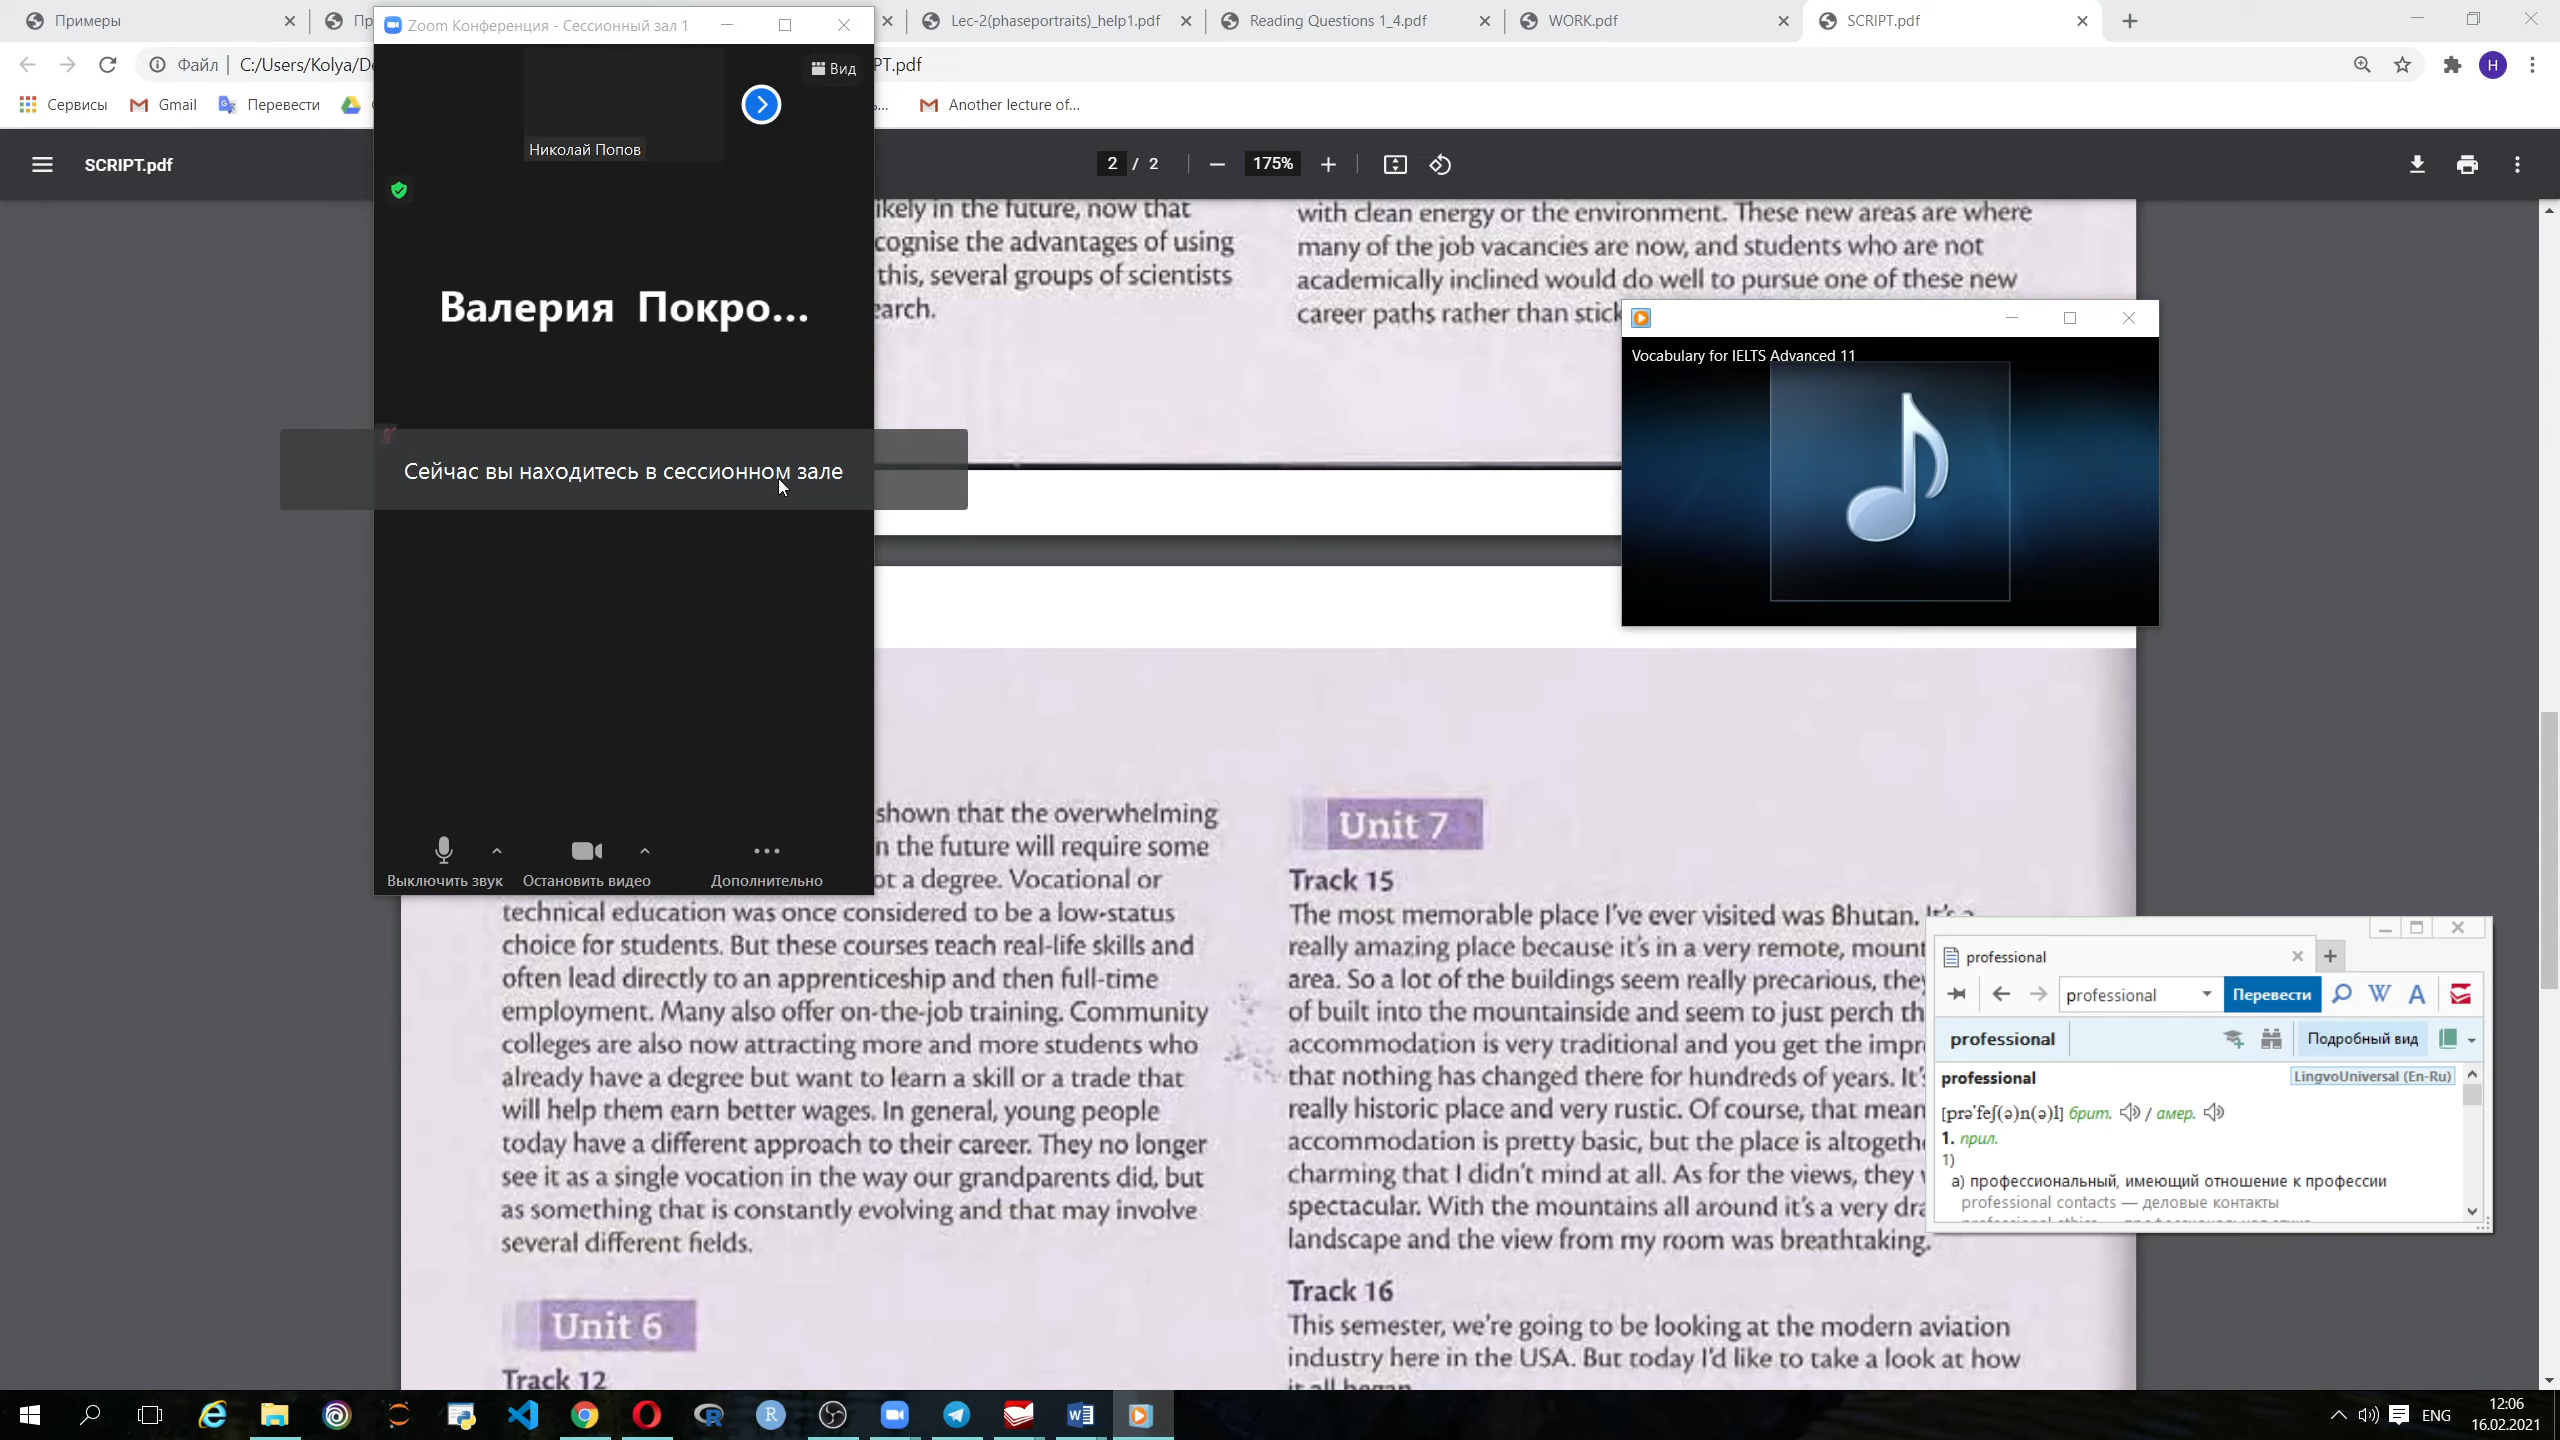 Примеры
Пр
Lec-2(phaseportraits)_help1.pdf
Reading Questions 1_4.pdf
WORK.pdf
SCRIPT.pdf
Zoom Конференция - Сессионный зал 1
Файл
C:/Users/Kolya/De
PT.pdf
H
Сервисы
Gmail
Перевести
Another lecture of...
Вид
Николай Попов
SCRIPT.pdf
2 / 2
175%
ikely in the future, now that
cognise the advantages of using
this, several groups of scientists
earch.
with clean energy or the environment. These new areas are where
many of the job vacancies are now, and students who are not
academically inclined would do well to pursue one of these new
career paths rather than stick
Валерия Покро...
Vocabulary for IELTS Advanced 11
Сейчас вы находитесь в сессионном зале
Выключить звук
Остановить видео
Дополнительно
shown that the overwhelming
n the future will require some
ot a degree. Vocational or
technical education was once considered to be a low-status
choice for students. But these courses teach real-life skills and
often lead directly to an apprenticeship and then full-time
employment. Many also offer on-the-job training. Community
colleges are also now attracting more and more students who
already have a degree but want to learn a skill or a trade that
will help them earn better wages. In general, young people
today have a different approach to their career. They no longer
see it as a single vocation in the way our grandparents did, but
as something that is constantly evolving and that may involve
several different fields.
Unit 6
Track 12
Unit 7
Track 15
The most memorable place I've ever visited was Bhutan. It's a
really amazing place because it's in a very remote, mount
area. So a lot of the buildings seem really precarious, they
of built into the mountainside and seem to just perch th
accommodation is very traditional and you get the impr
that nothing has changed there for hundreds of years. It's
really historic place and very rustic. Of course, that mean
accommodation is pretty basic, but the place is altogeth
charming that I didn't mind at all. As for the views, they
spectacular. With the mountains all around it's a very dra
landscape and the view from my room was breathtaking.
Track 16
This semester, we're going to be looking at the modern aviation
industry here in the USA. But today I'd like to take a look at how
it all began
professional
professional
Перевести
W
A
professional
Подробный вид
professional
LingvoUniversal (En-Ru)
[prə'feʃ(ə)n(ə)l] брит. / амер.
1. прил.
1)
а) профессиональный, имеющий отношение к профессии
professional contacts — деловые контакты
ENG
12:06
16.02.2021